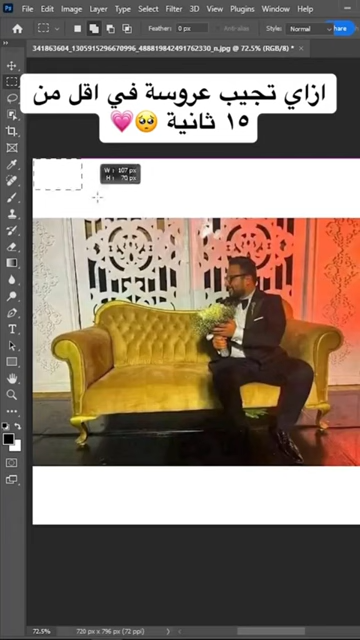 File Edit Image Layer Type Select Filter 3D View Plugins Window Help
Feather: 0 px Anti-alias Style: Normal hare
341863604_1305915296670996_488819842491762330_n.jpg @ 72.5% (RGB/8) * ×
ازاي تجيب عروسة في اقل من
١٥ ثانية 🥺💗
W : 107 px
H : 70 px
72.5% 720 px x 796 px (72 ppi)